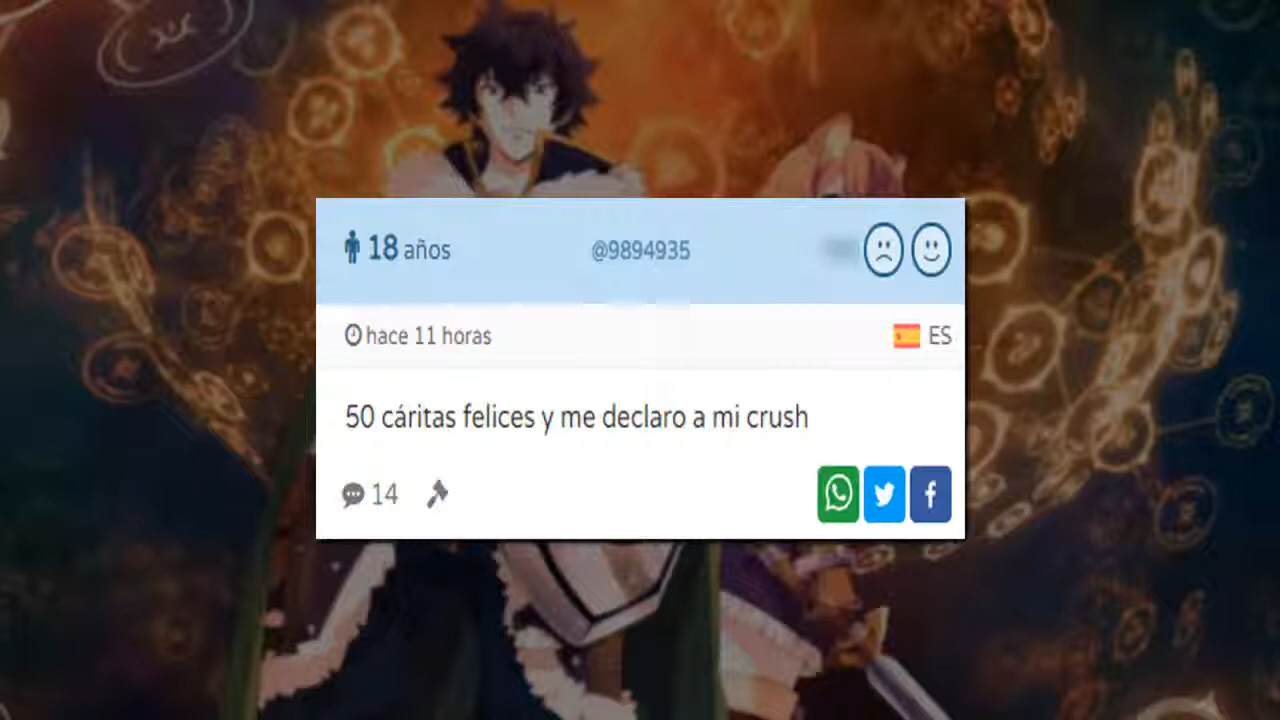 18 años @9894935
hace 11 horas ES
50 cáritas felices y me declaro a mi crush
14